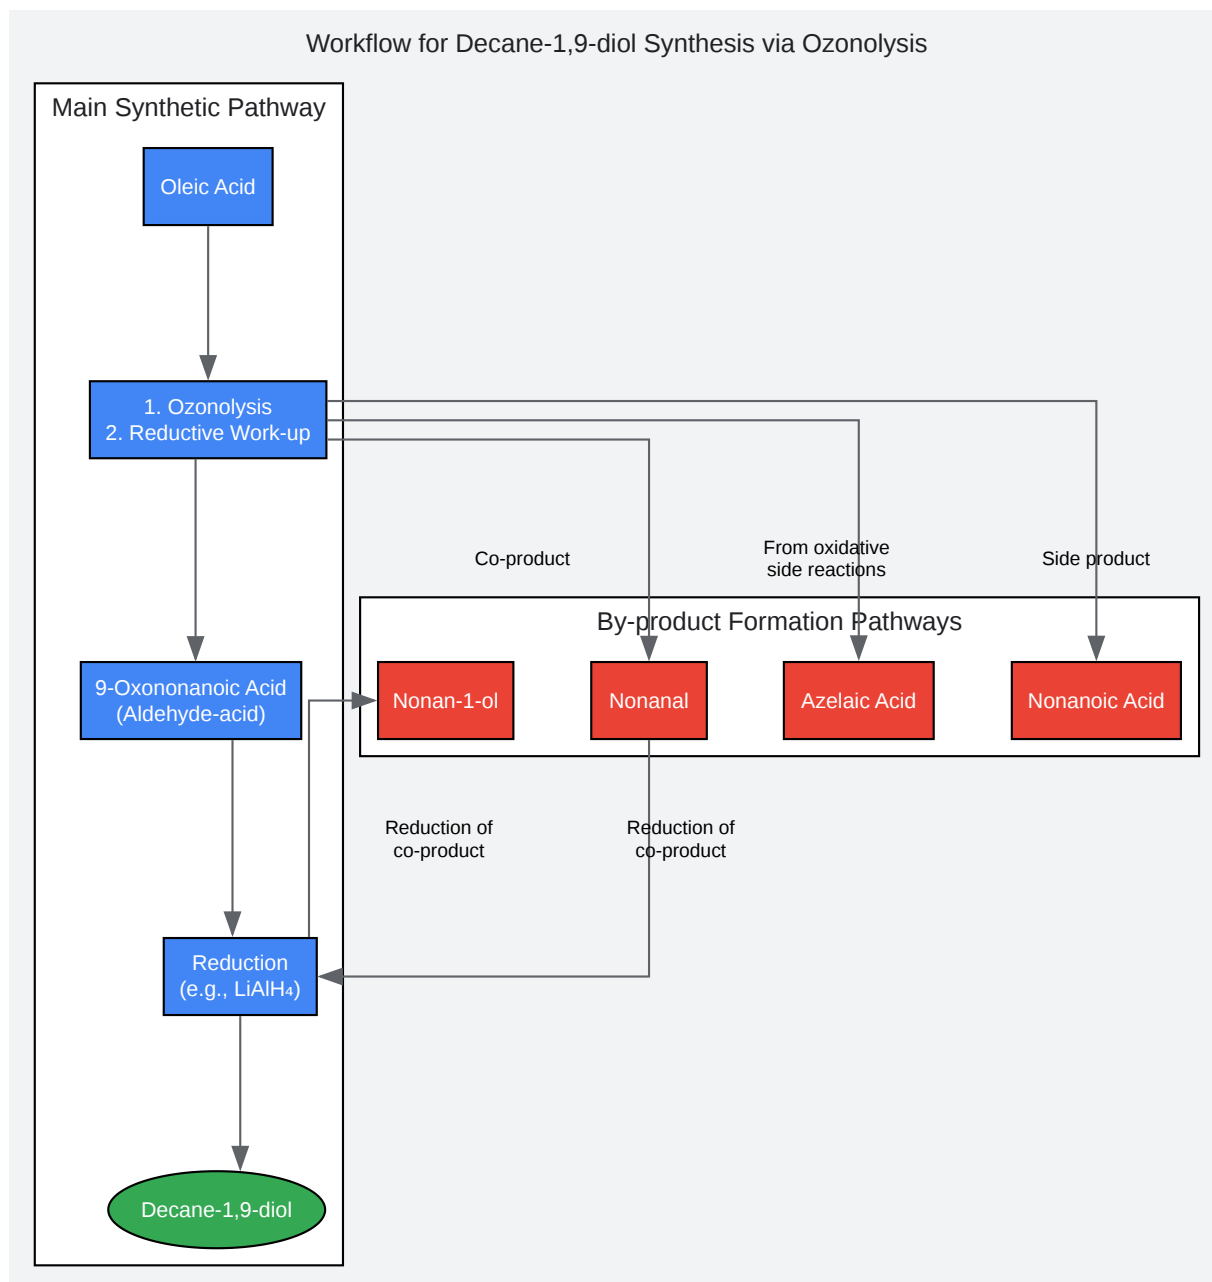 Workflow for Decane-1,9-diol Synthesis via Ozonolysis
Main Synthetic Pathway
Oleic Acid
1. Ozonolysis
2. Reductive Work-up
Co-product
From oxidative
side reactions
Side product
By-product Formation Pathways
9-Oxononanoic Acid
(Aldehyde-acid)
Nonan-1-ol
Nonanal
Azelaic Acid
Nonanoic Acid
Reduction of
co-product
Reduction of
co-product
Reduction
(e.g., LiAlH₄)
Decane-1,9-diol